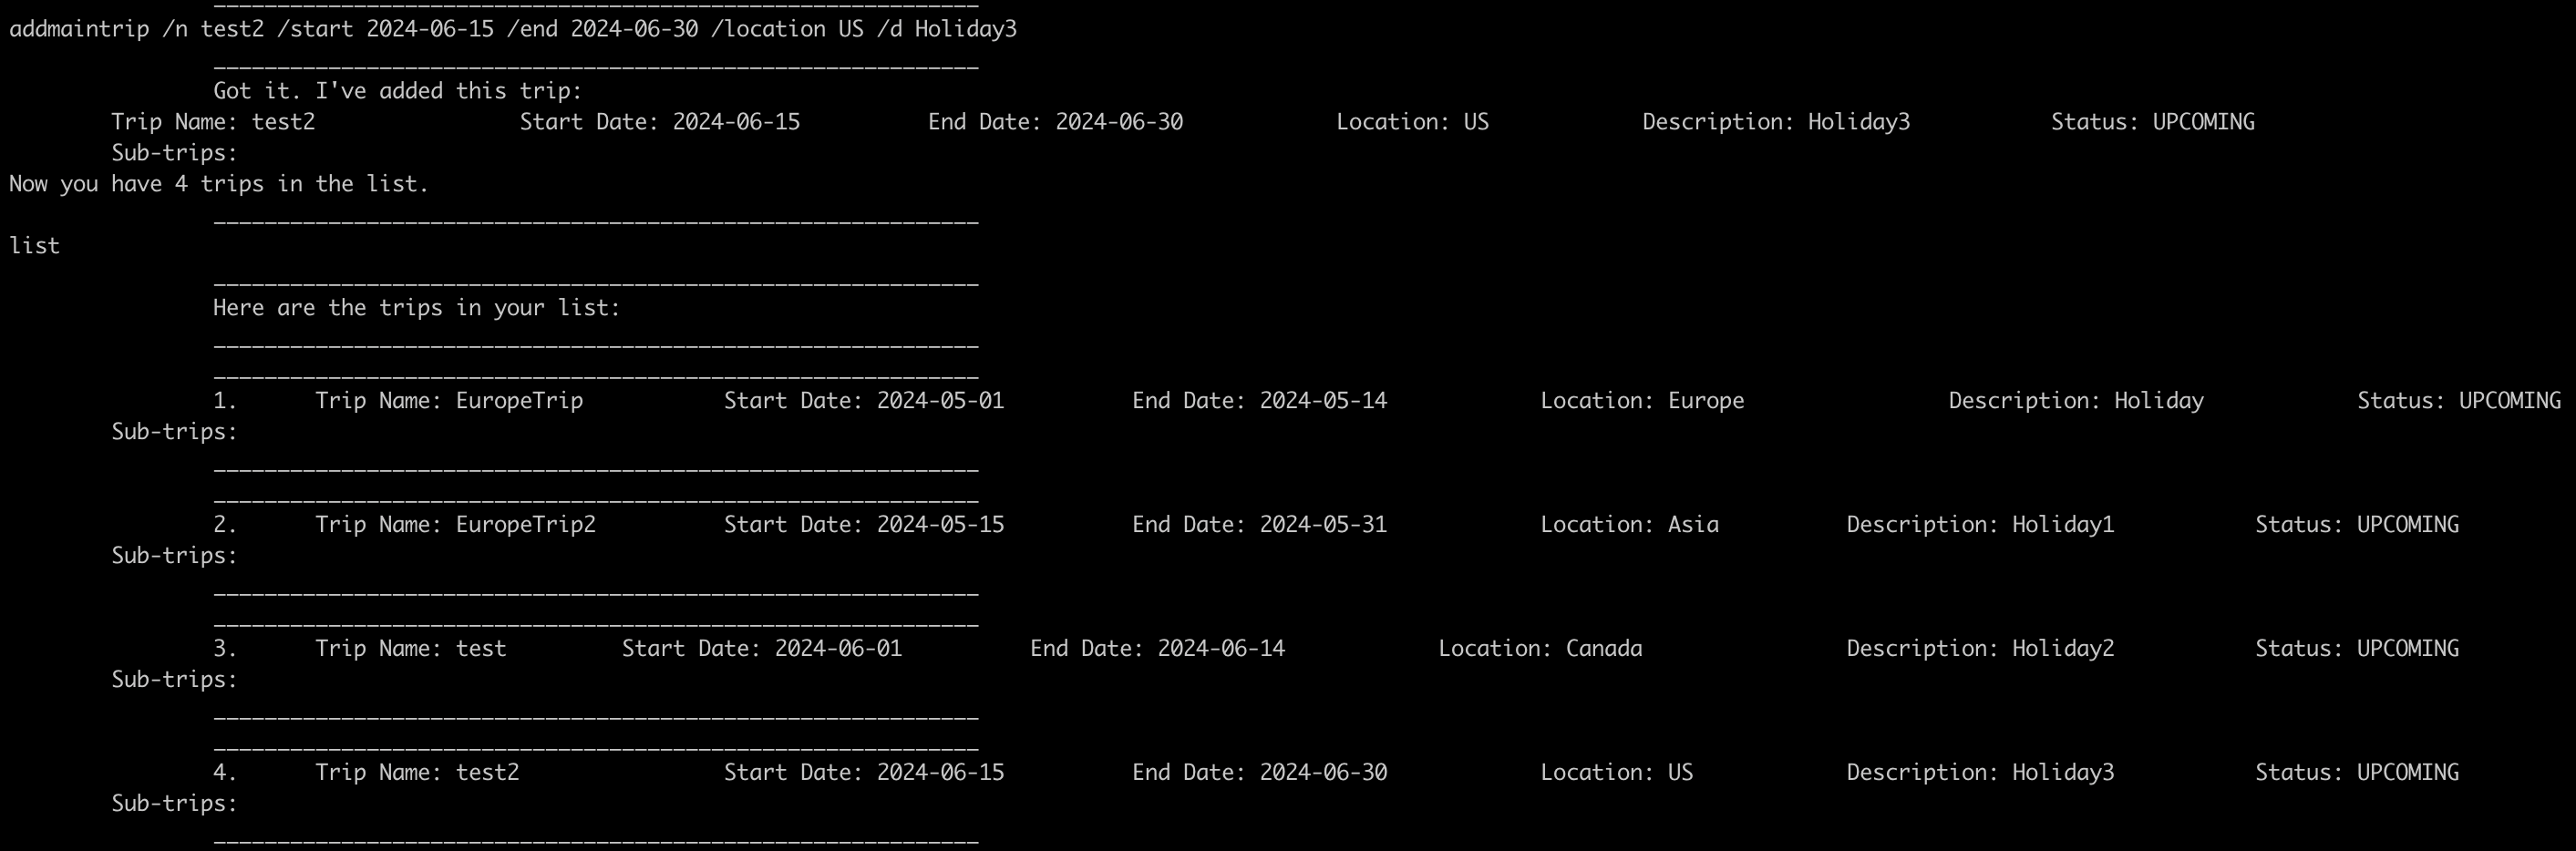 ____________________________________________________________
addmaintrip /n test2 /start 2024-06-15 /end 2024-06-30 /location US /d Holiday3
____________________________________________________________
Got it. I've added this trip:
Trip Name: test2 Start Date: 2024-06-15 End Date: 2024-06-30 Location: US Description: Holiday3 Status: UPCOMING
Sub-trips:
Now you have 4 trips in the list.
____________________________________________________________
list
____________________________________________________________
Here are the trips in your list:
____________________________________________________________
____________________________________________________________
1. Trip Name: EuropeTrip Start Date: 2024-05-01 End Date: 2024-05-14 Location: Europe Description: Holiday Status: UPCOMING
Sub-trips:
____________________________________________________________
____________________________________________________________
2. Trip Name: EuropeTrip2 Start Date: 2024-05-15 End Date: 2024-05-31 Location: Asia Description: Holiday1 Status: UPCOMING
Sub-trips:
____________________________________________________________
____________________________________________________________
3. Trip Name: test Start Date: 2024-06-01 End Date: 2024-06-14 Location: Canada Description: Holiday2 Status: UPCOMING
Sub-trips:
____________________________________________________________
____________________________________________________________
4. Trip Name: test2 Start Date: 2024-06-15 End Date: 2024-06-30 Location: US Description: Holiday3 Status: UPCOMING
Sub-trips:
____________________________________________________________